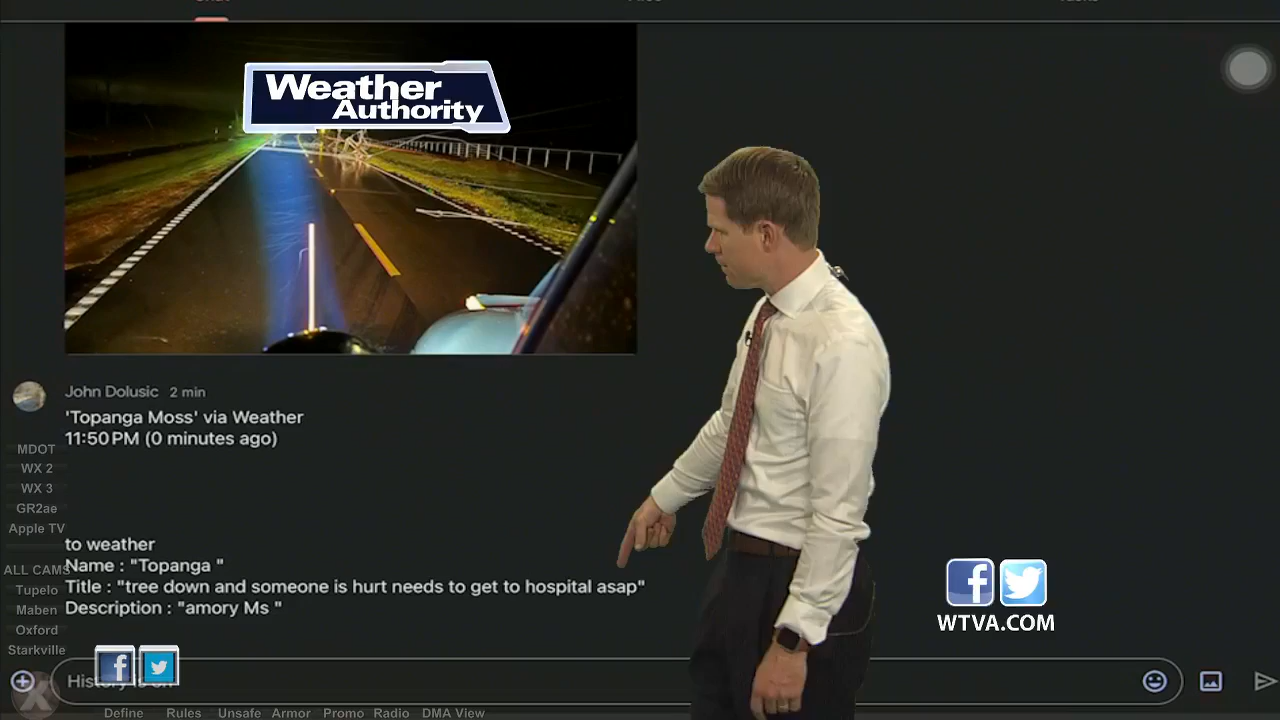 Weather
Authority
John Dolusic 2 min
'Topanga Moss' via Weather
11:50 PM (0 minutes ago)
MDOT
WX 2
WX 3
GR2ae
Apple TV
to weather
ALL CAMS
Name : "Topanga "
Title : "tree down and someone is hurt needs to get to hospital asap"
Tupelo
Description : "amory Ms "
Maben
Oxford
Starkville
WTVA.COM
History is on
Define Rules Unsafe Armor Promo Radio DMA View